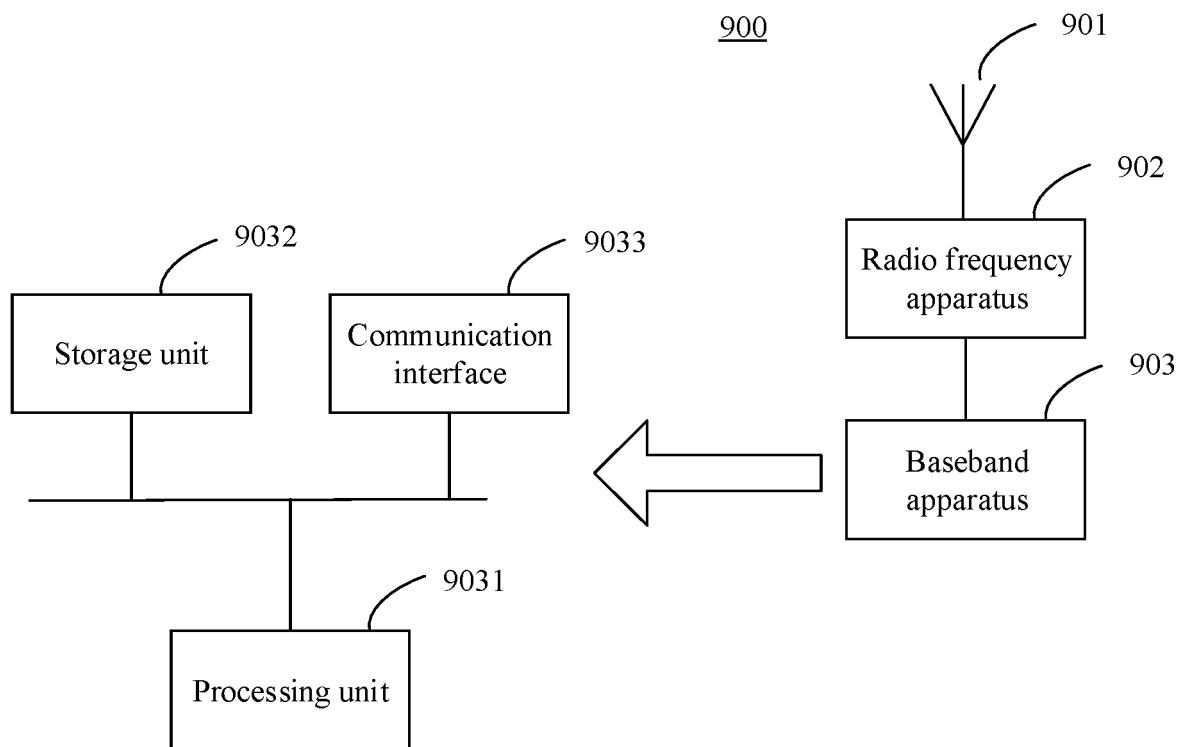 900
901
902
Radio frequency
apparatus
903
Baseband
apparatus
9032
Storage unit
9033
Communication
interface
9031
Processing unit